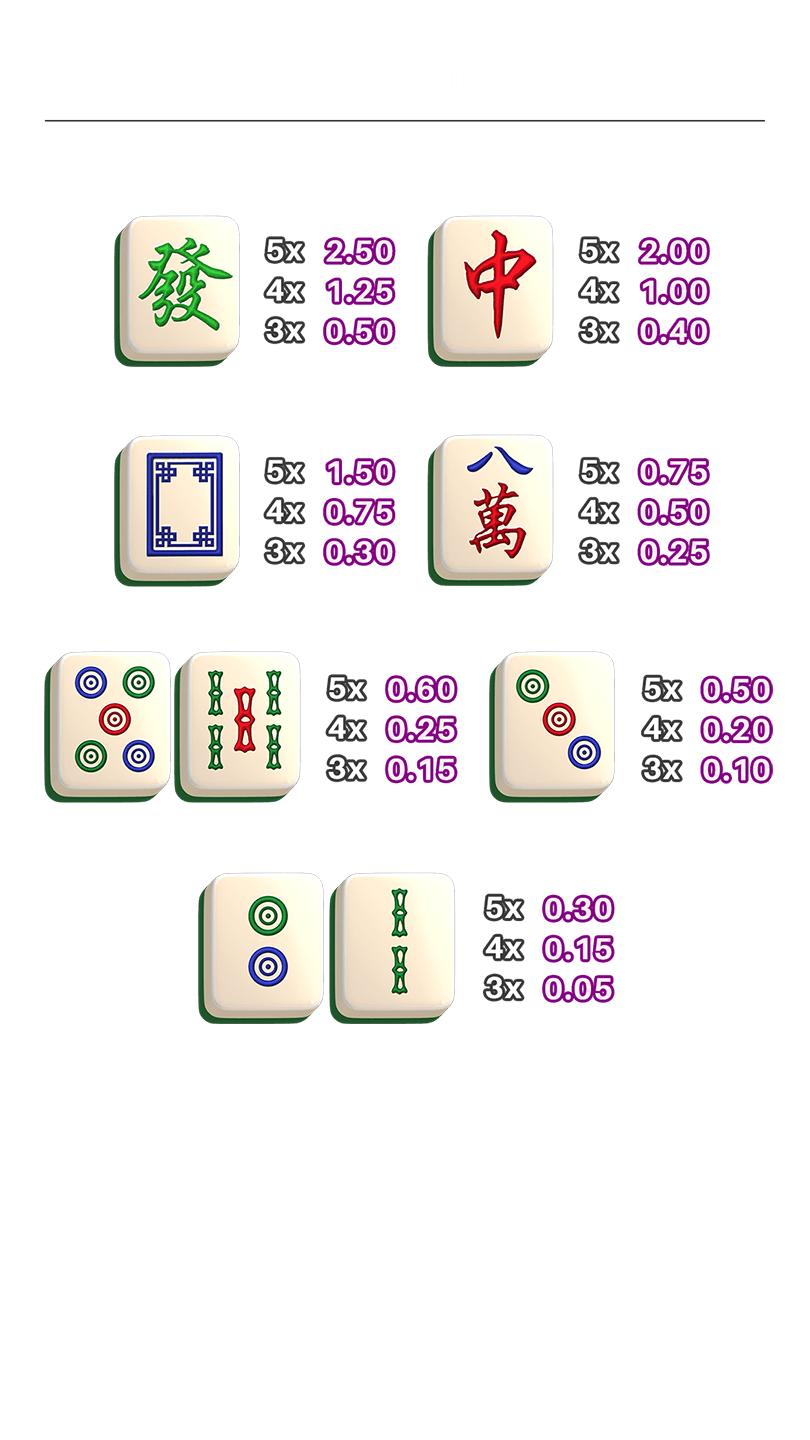 發 5x 2.50 中 5x 2.00
4x 1.25 4x 1.00
3x 0.50 3x 0.40
八 5x 1.50 5x 0.75
萬 4x 0.75 4x 0.50
3x 0.30 3x 0.25
5x 0.60 5x 0.50
4x 0.25 4x 0.20
3x 0.15 3x 0.10
5x 0.30
4x 0.15
3x 0.05